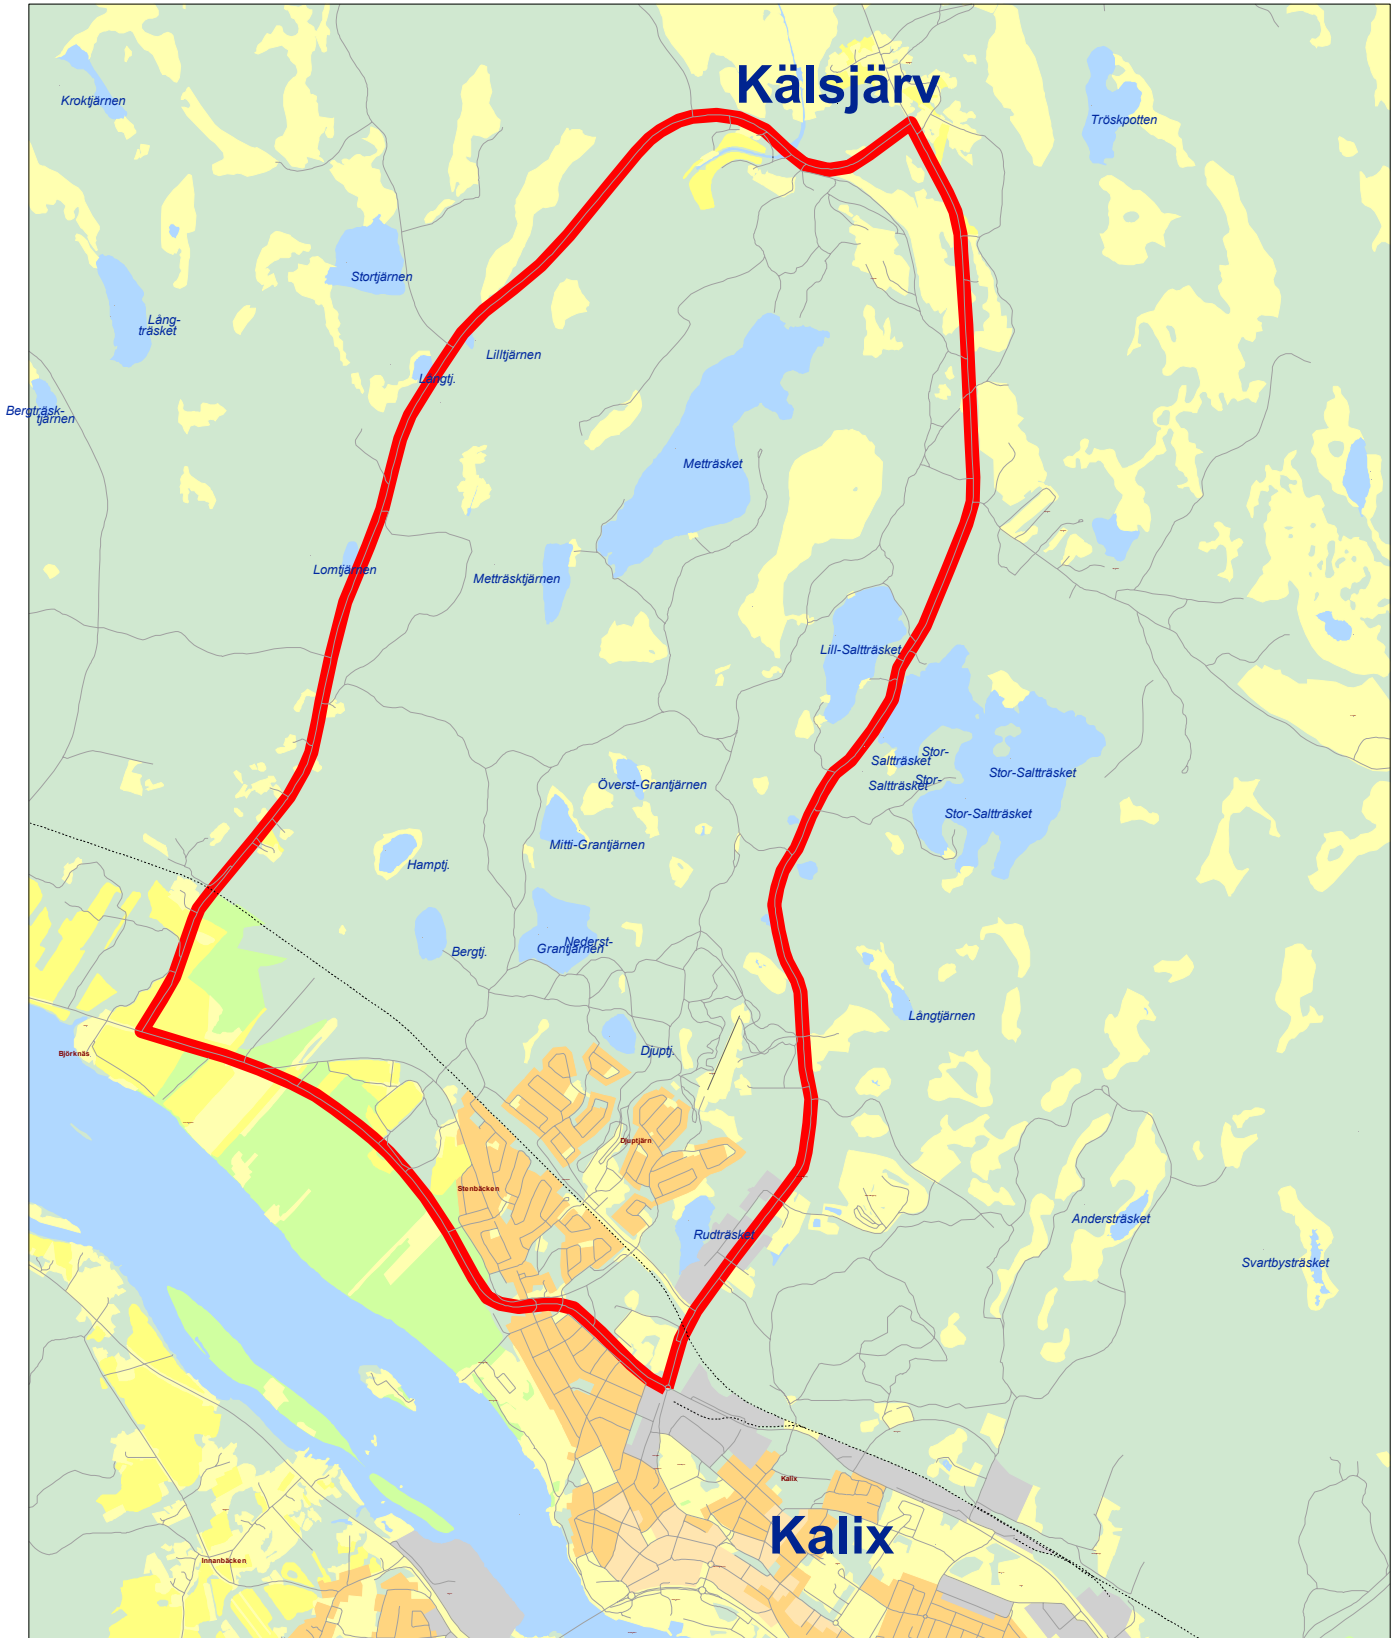 Kälsjärv
Kroktjärnen
Tröskpotten
Stortjärnen
Lång-
träsket
Lilltjärnen
Långtj.
Bergträsk-
tjärnen
Metträsket
Lomtjärnen
Metträsktjärnen
Lill-Saltträsket
Stor-
Saltträsket
Stor-
Saltträsket
Stor-Saltträsket
Stor-Saltträsket
Överst-Grantjärnen
Mitti-Grantjärnen
Hamptj.
Nederst-
Grantjärnen
Bergtj.
Långtjärnen
Djuptj.
Björknäs
Djuptjärn
Stenbäcken
Rudträsket
Andersträsket
Svartbysträsket
Kalix
Kalix
Innanbäcken